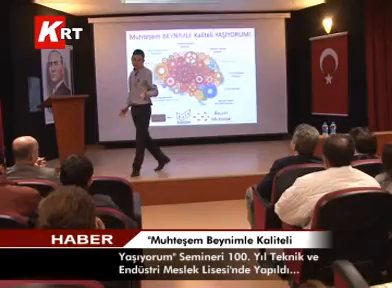 KRT
Muhteşem BEYNİMLE Kaliteli YAŞIYORUM!
HABER
"Muhteşem Beynimle Kaliteli
Yaşıyorum" Semineri 100. Yıl Teknik ve
Endüstri Meslek Lisesi'nde Yapıldı...